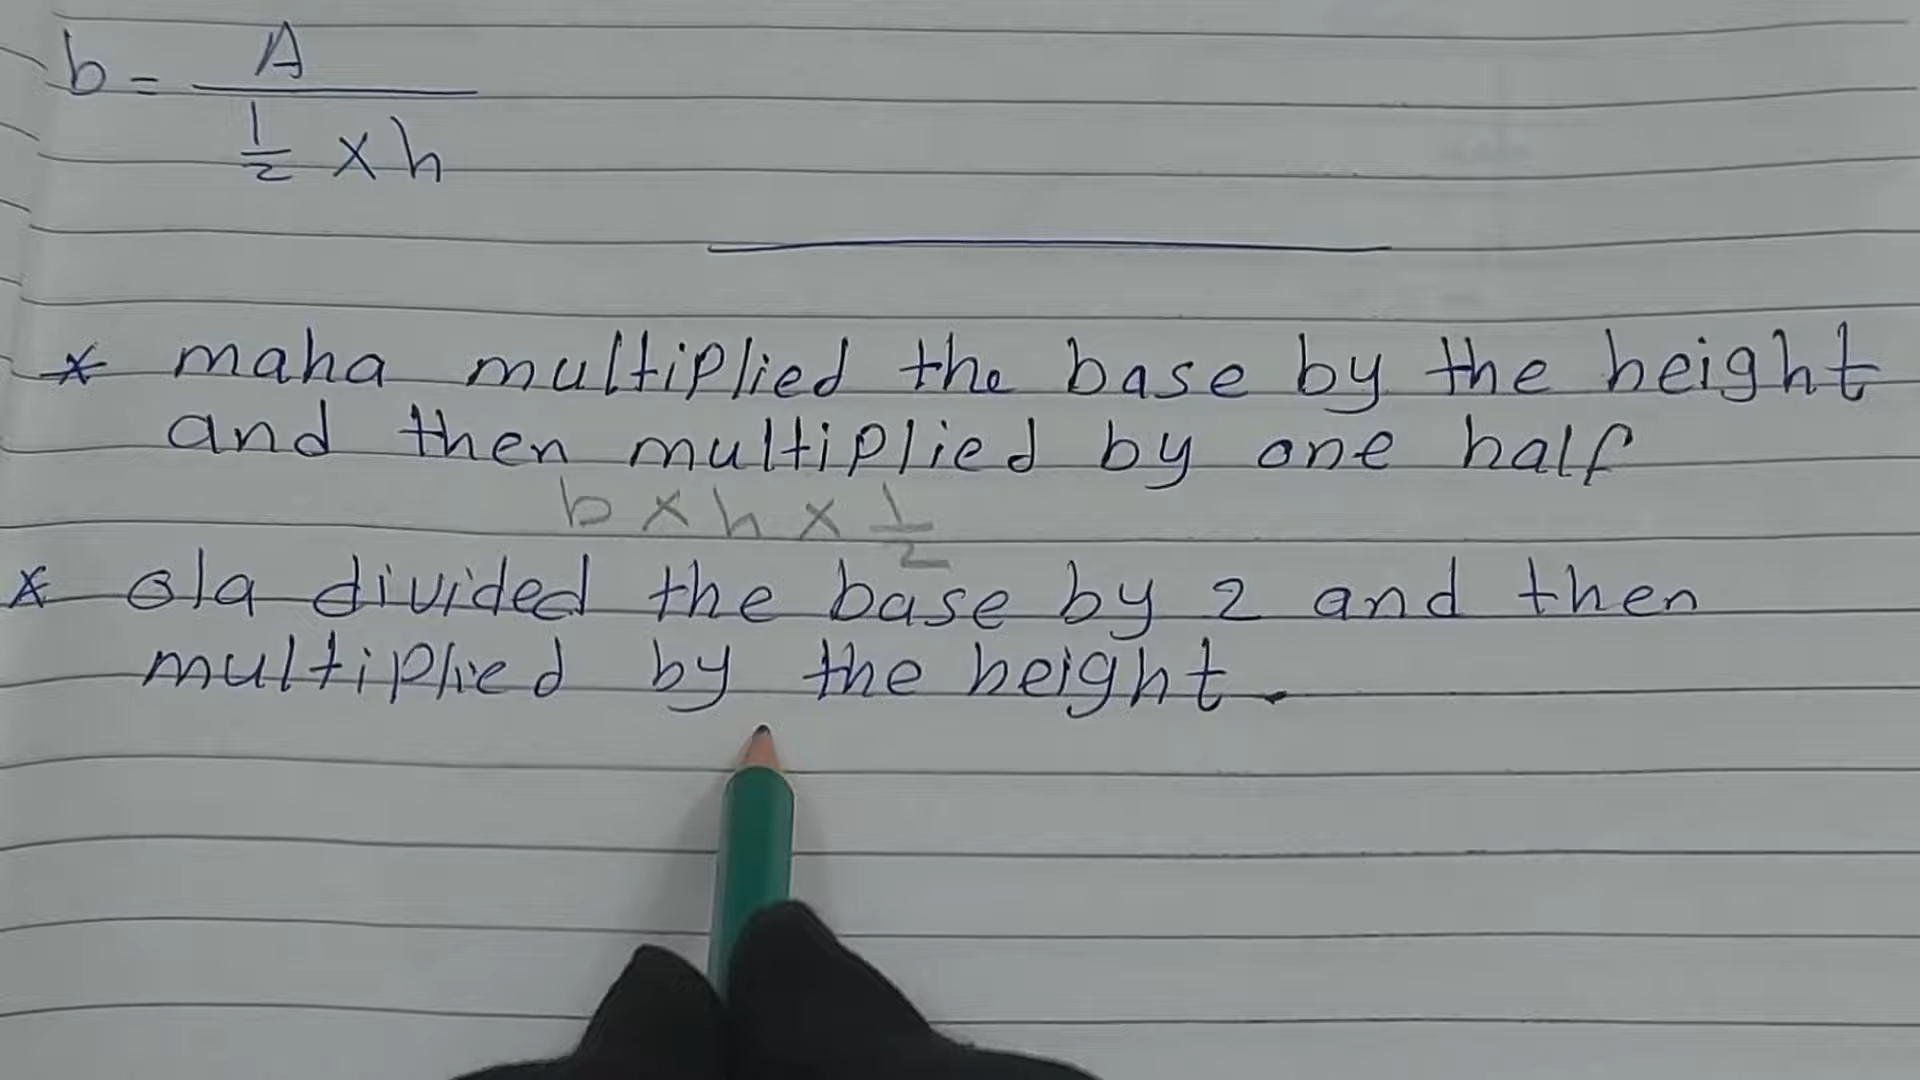 b = A
1/2 × h
* maha multiplied the base by the height
and then multiplied by one half
b × h × 1/2
* ola divided the base by 2 and then
multiplied by the height.